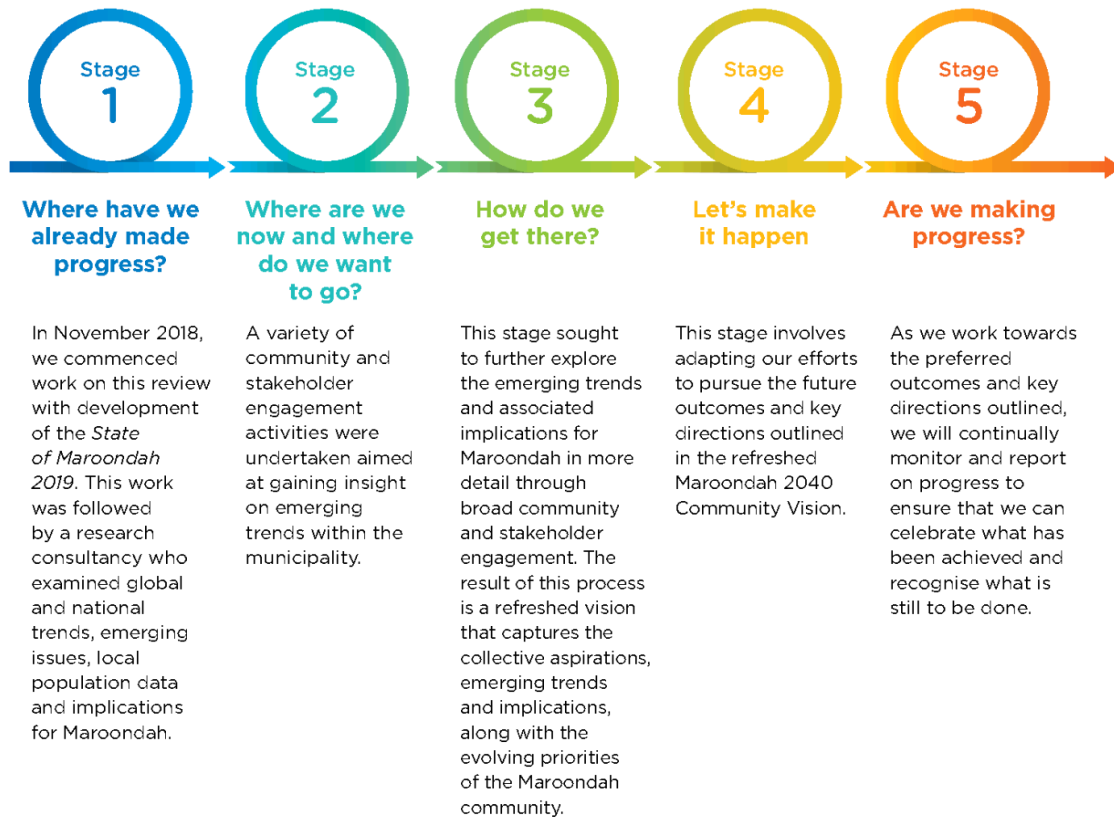 Stage
1
Where have we
already made
progress?
In November 2018,
we commenced
work on this review
with development
of the State
of Maroondah
2019. This work
was followed
by a research
consultancy who
examined global
and national
trends, emerging
issues, local
population data
and implications
for Maroondah.
Stage
2
Where are we
now and where
do we want
to go?
A variety of
community and
stakeholder
engagement
activities were
undertaken aimed
at gaining insight
on emerging
trends within the
municipality.
Stage
3
How do we
get there?
This stage sought
to further explore
the emerging trends
and associated
implications for
Maroondah in more
detail through
broad community
and stakeholder
engagement. The
result of this process
is a refreshed vision
that captures the
collective aspirations,
emerging trends
and implications,
along with the
evolving priorities
of the Maroondah
community.
Stage
4
Let's make
it happen
This stage involves
adapting our efforts
to pursue the future
outcomes and key
directions outlined
in the refreshed
Maroondah 2040
Community Vision.
Stage
5
Are we making
progress?
As we work towards
the preferred
outcomes and key
directions outlined,
we will continually
monitor and report
on progress to
ensure that we can
celebrate what has
been achieved and
recognise what is
still to be done.